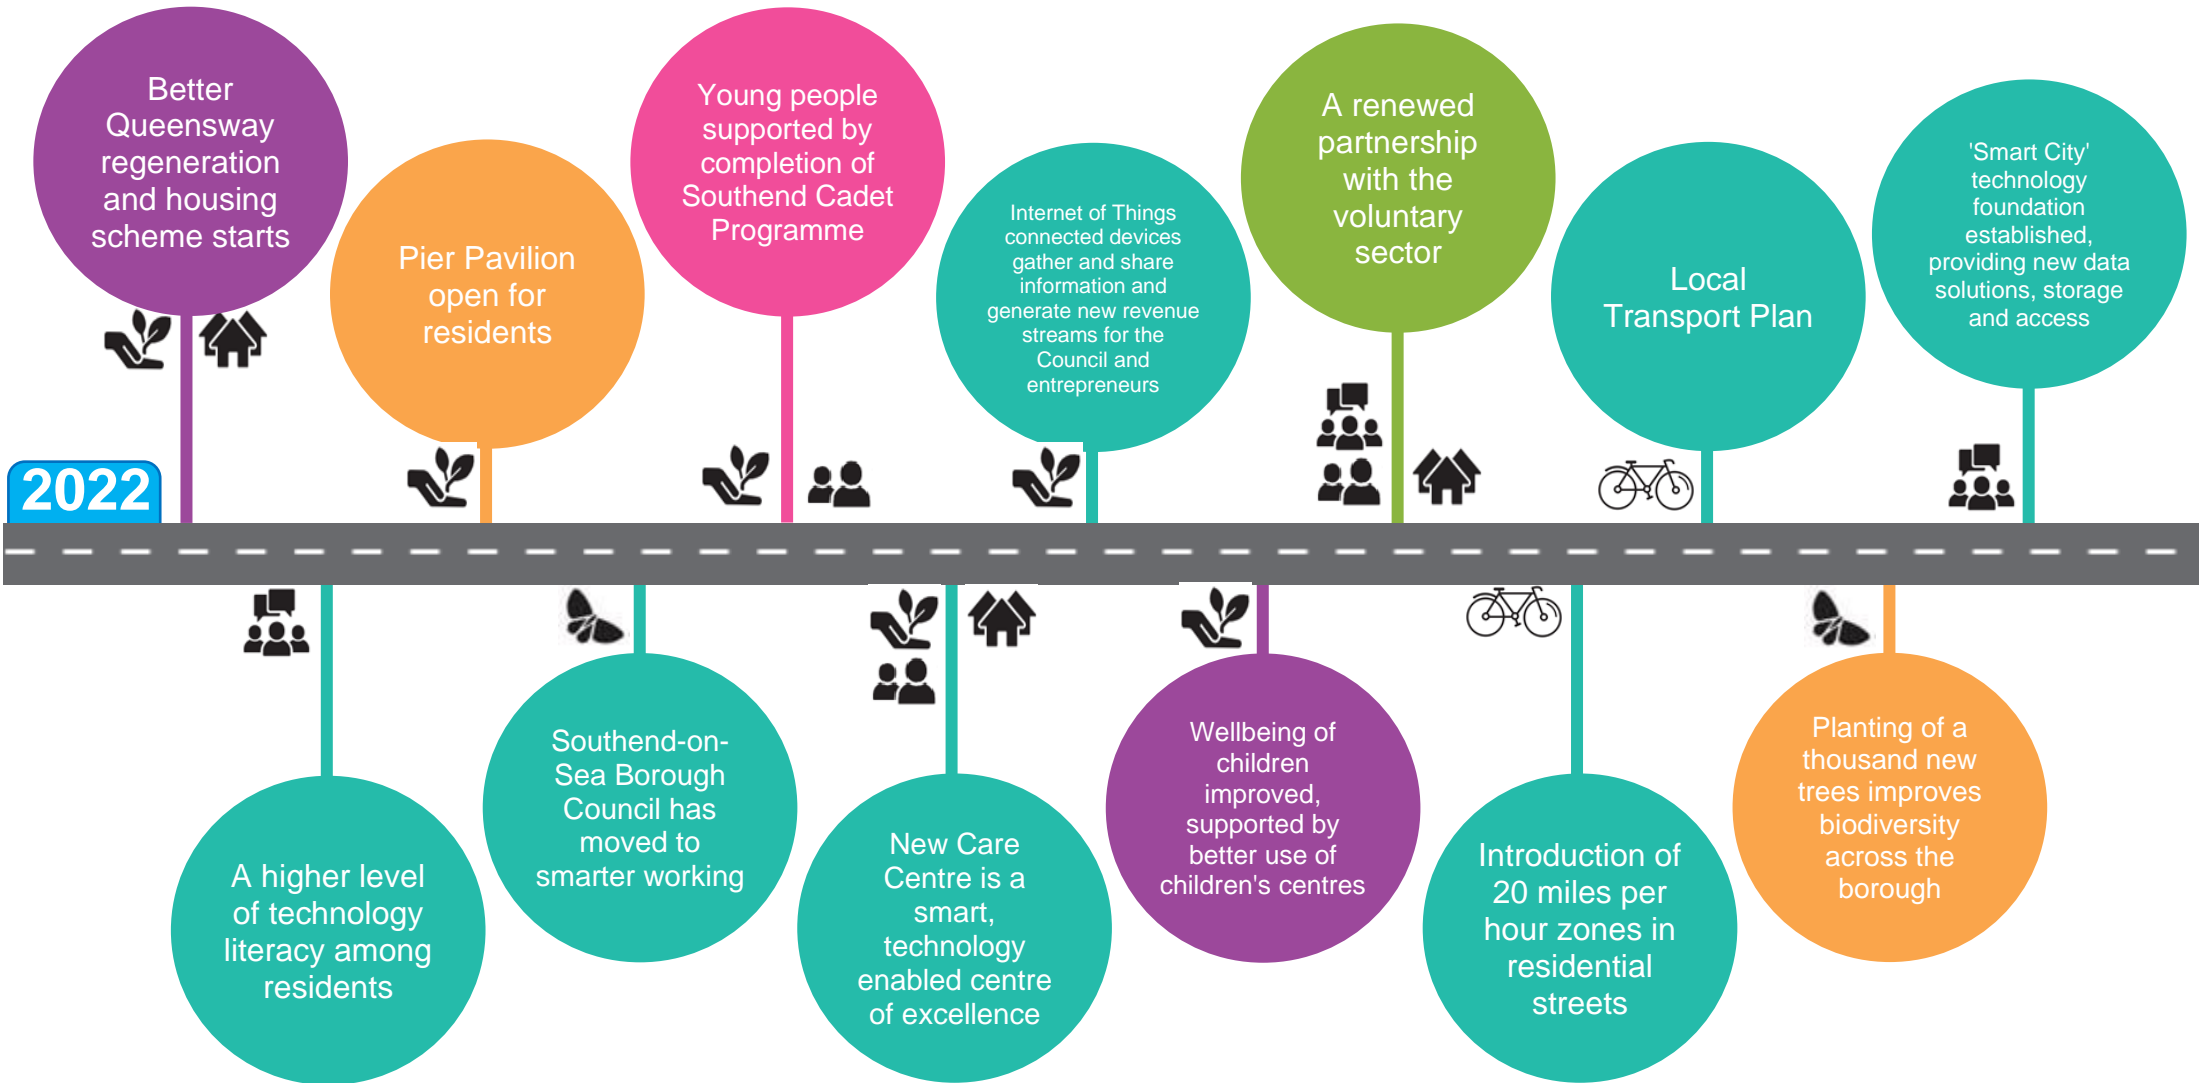 Better
Queensway
regeneration
and housing
scheme starts
Pier Pavilion
open for
residents
Young people
supported by
completion of
Southend Cadet
Programme
Internet of Things
connected devices
gather and share
information and
generate new revenue
streams for the
Council and
entrepreneurs
A renewed
partnership
with the
voluntary
sector
Local
Transport Plan
'Smart City'
technology
foundation
established,
providing new data
solutions, storage
and access
2022
A higher level
of technology
literacy among
residents
Southend-on-
Sea Borough
Council has
moved to
smarter working
New Care
Centre is a
smart,
technology
enabled centre
of excellence
Wellbeing of
children
improved,
supported by
better use of
children's centres
Introduction of
20 miles per
hour zones in
residential
streets
Planting of a
thousand new
trees improves
biodiversity
across the
borough